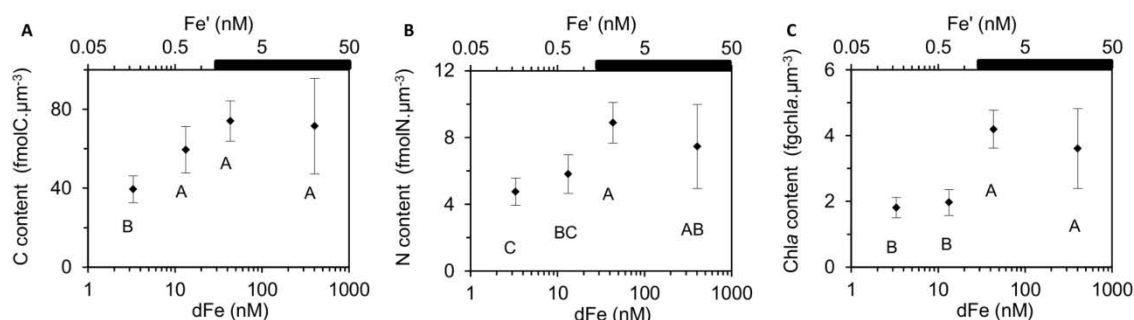 Fe' (nM)
Fe' (nM)
Fe' (nM)
A
B
C
0.05 0.5 5 50
0.05 0.5 5 50
0.05 0.5 5 50
C content (fmolC.µm⁻³)
80
40
0
B
A
A
A
1 10 100 1000
dFe (nM)
N content (fmolN.µm⁻³)
12
8
4
0
C
BC
A
AB
1 10 100 1000
dFe (nM)
Chla content (fgchla.µm⁻³)
6
4
2
0
B
B
A
A
1 10 100 1000
dFe (nM)